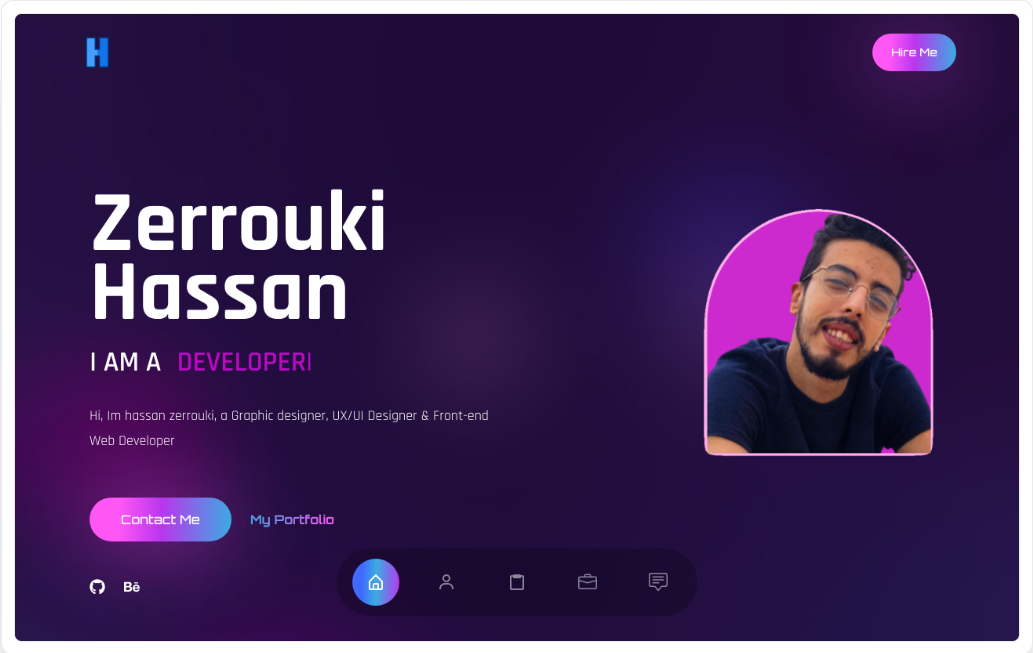 H
Hire Me
Zerrouki
Hassan
I AM A DEVELOPER|
Hi, Im hassan zerrouki, a Graphic designer, UX/UI Designer & Front-end
Web Developer
Contact Me
My Portfolio
Bē